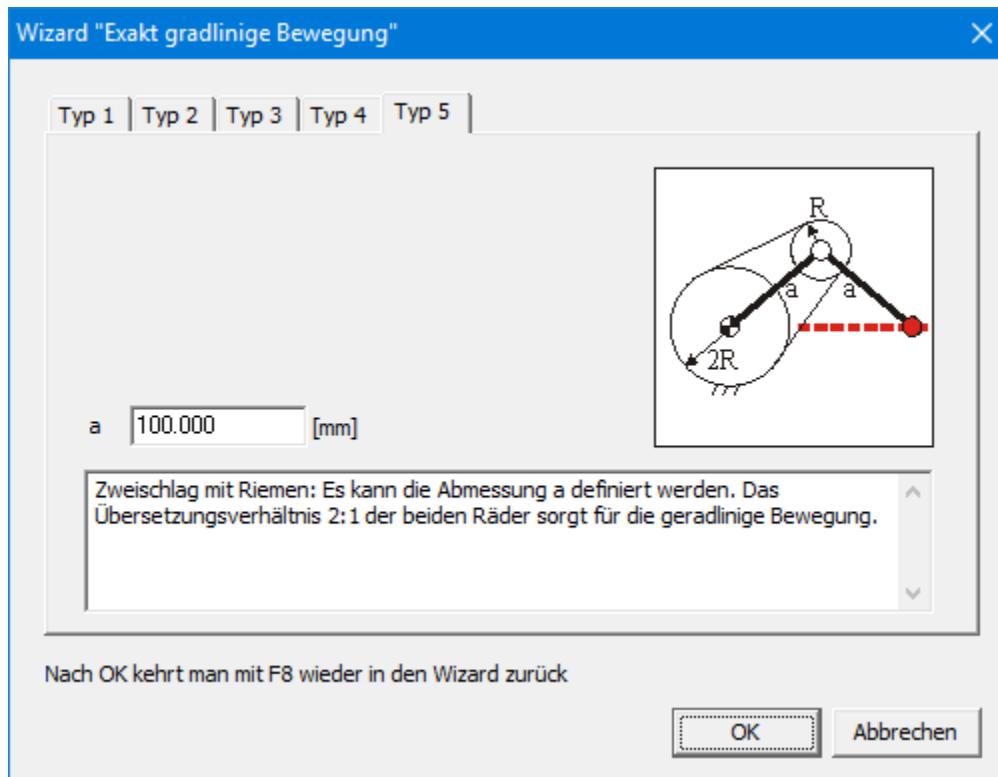 Wizard "Exakt gradlinige Bewegung"
Typ 1 Typ 2 Typ 3 Typ 4 Typ 5
R
a a
2R
a 100.000 [mm]
Zweischlag mit Riemen: Es kann die Abmessung a definiert werden. Das
Übersetzungsverhältnis 2:1 der beiden Räder sorgt für die geradlinige Bewegung.
Nach OK kehrt man mit F8 wieder in den Wizard zurück
OK Abbrechen